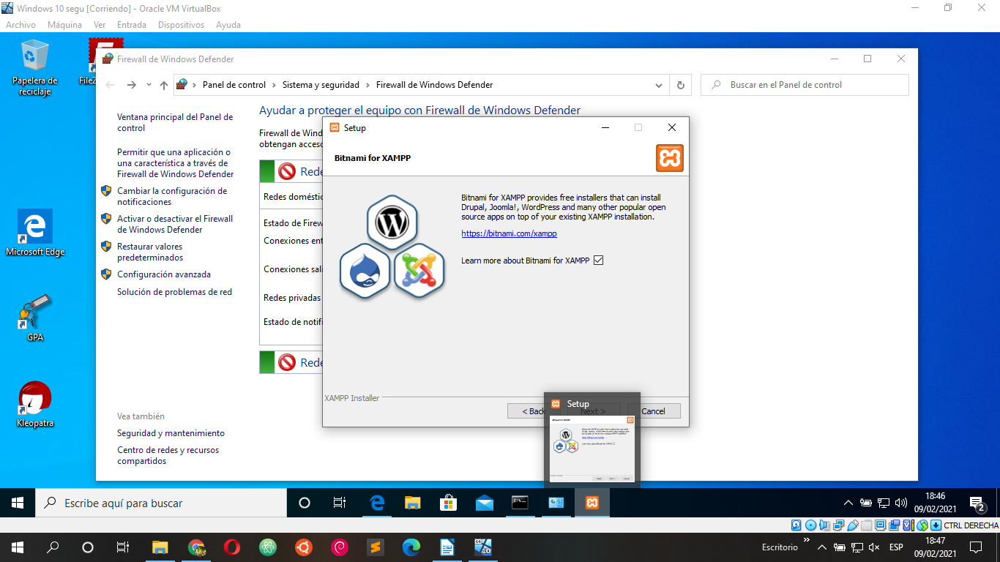 Windows 10 segu [Corriendo] - Oracle VM VirtualBox
Archivo Máquina Ver Entrada Dispositivos Ayuda
Papelera de
reciclaje
FileZ
Microsoft Edge
GPA
Kleopatra
Firewall de Windows Defender
Panel de control Sistema y seguridad Firewall de Windows Defender
Buscar en el Panel de control
Ventana principal del Panel de
control
Permitir que una aplicación o
una característica a través de
Firewall de Windows Defender
Cambiar la configuración de
notificaciones
Activar o desactivar el Firewall
de Windows Defender
Restaurar valores
predeterminados
Configuración avanzada
Solución de problemas de red
Vea también
Seguridad y mantenimiento
Centro de redes y recursos
compartidos
Ayudar a proteger el equipo con Firewall de Windows Defender
Firewall de Wind
obtengan acceso
Rede
Redes doméstic
Estado de Firew
Conexiones ent
Conexiones sali
Redes privadas
Estado de notifi
Rede
Setup
Bitnami for XAMPP
Bitnami for XAMPP provides free installers that can install
Drupal, Joomla!, WordPress and many other popular open
source apps on top of your existing XAMPP installation.
https://bitnami.com/xampp
Learn more about Bitnami for XAMPP
XAMPP Installer
< Back Next > Cancel
Setup
Escribe aquí para buscar
18:46
09/02/2021
2
CTRL DERECHA
Escritorio
ESP
18:47
09/02/2021